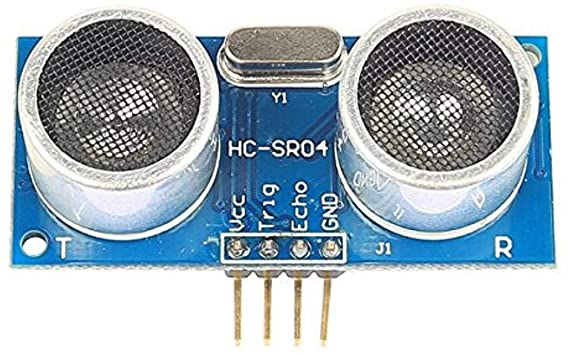 Y1
HC-SR04
Vcc
Trig
Echo
GND
T
J1
R